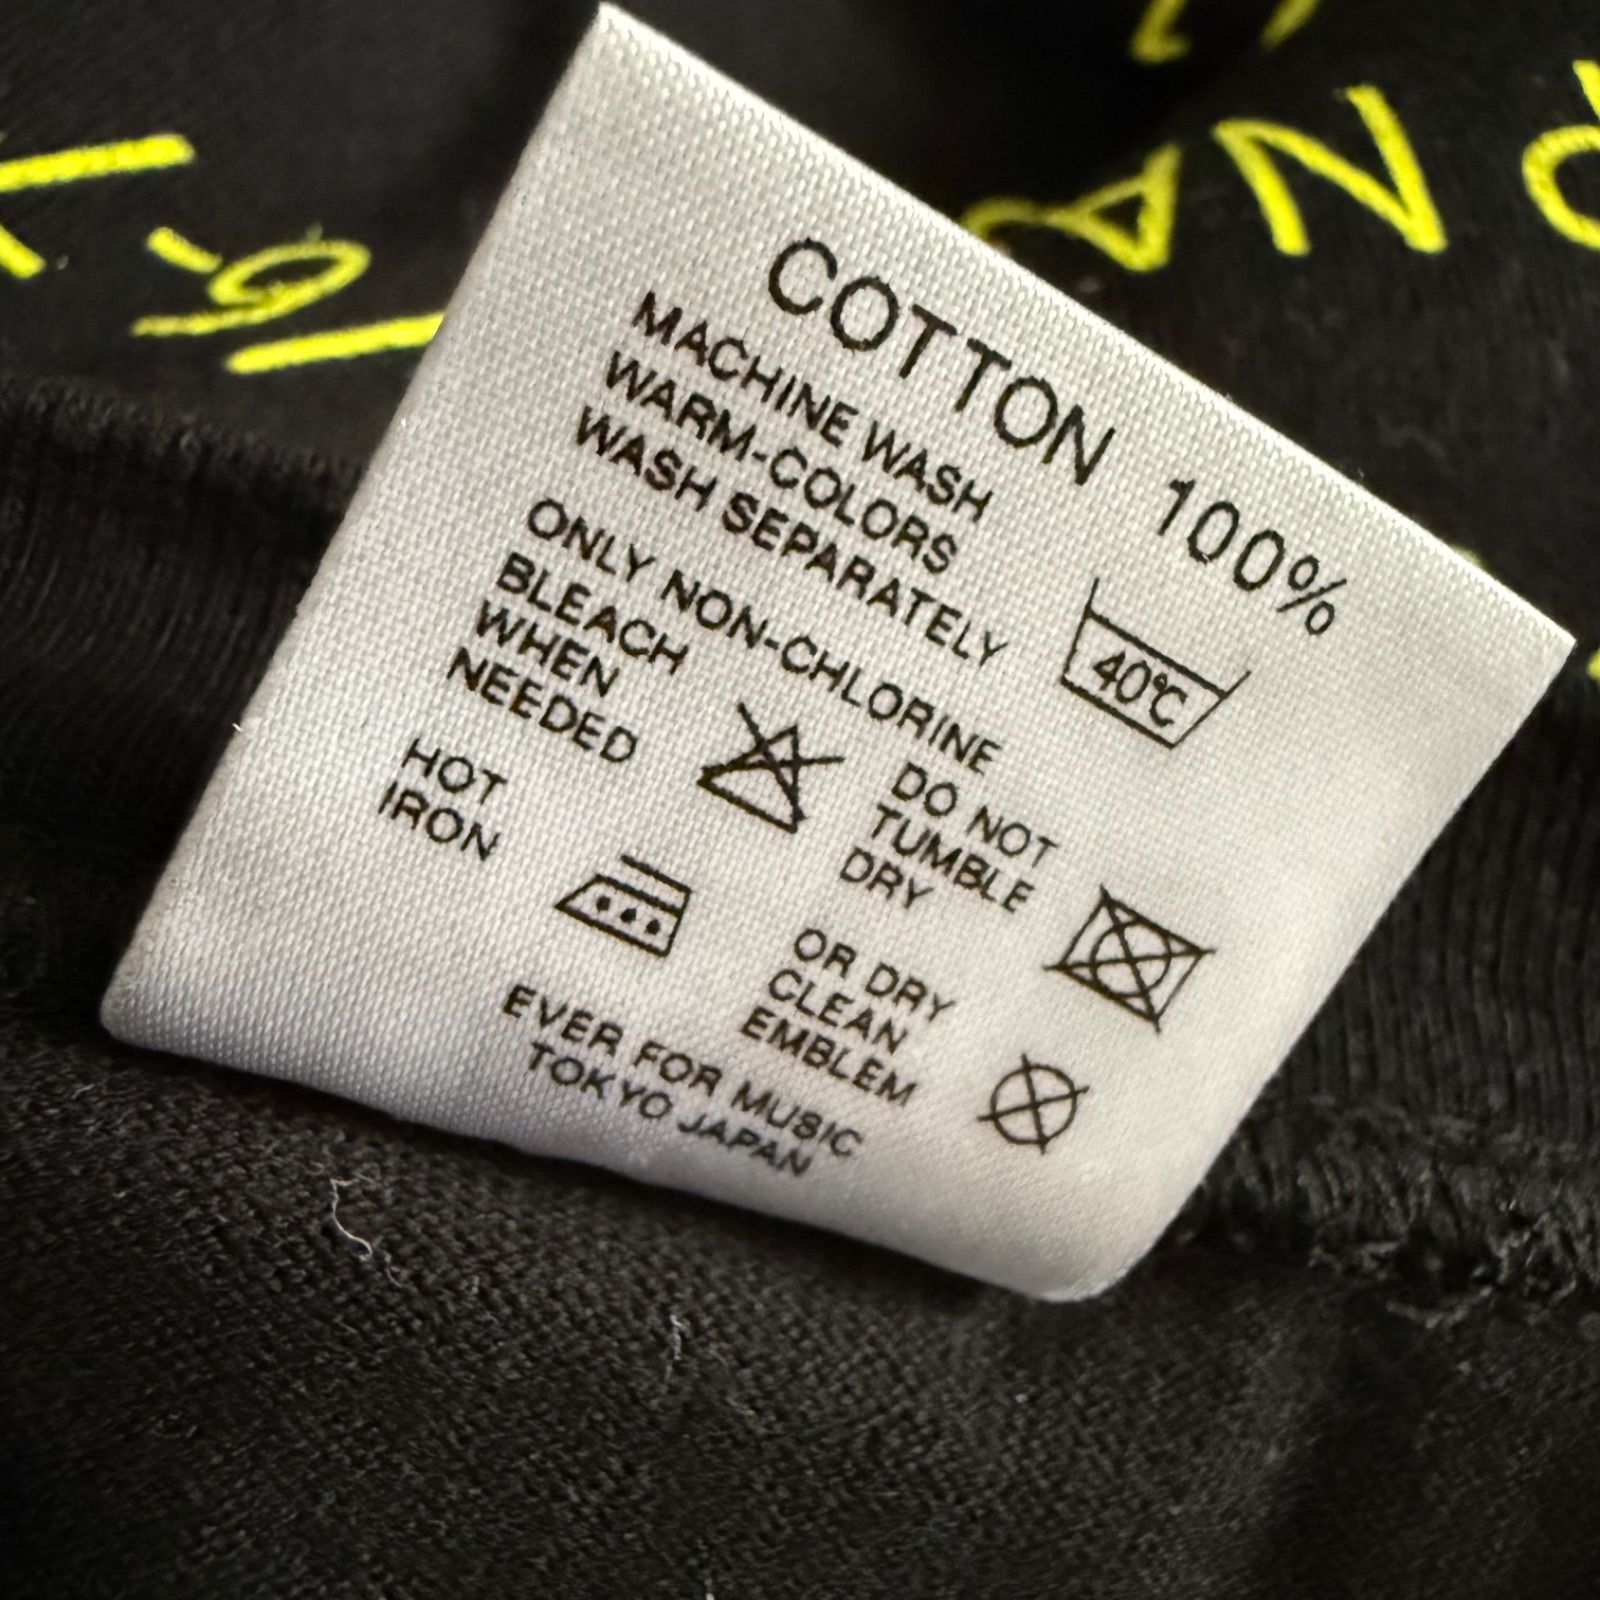 COTTON 100%
MACHINE WASH
WARM-COLORS
WASH SEPARATELY
40℃
ONLY NON-CHLORINE
BLEACH
WHEN
NEEDED
DO NOT
TUMBLE
DRY
HOT
IRON
OR DRY
CLEAN
EMBLEM
EVER FOR MUSIC
TOKYO JAPAN